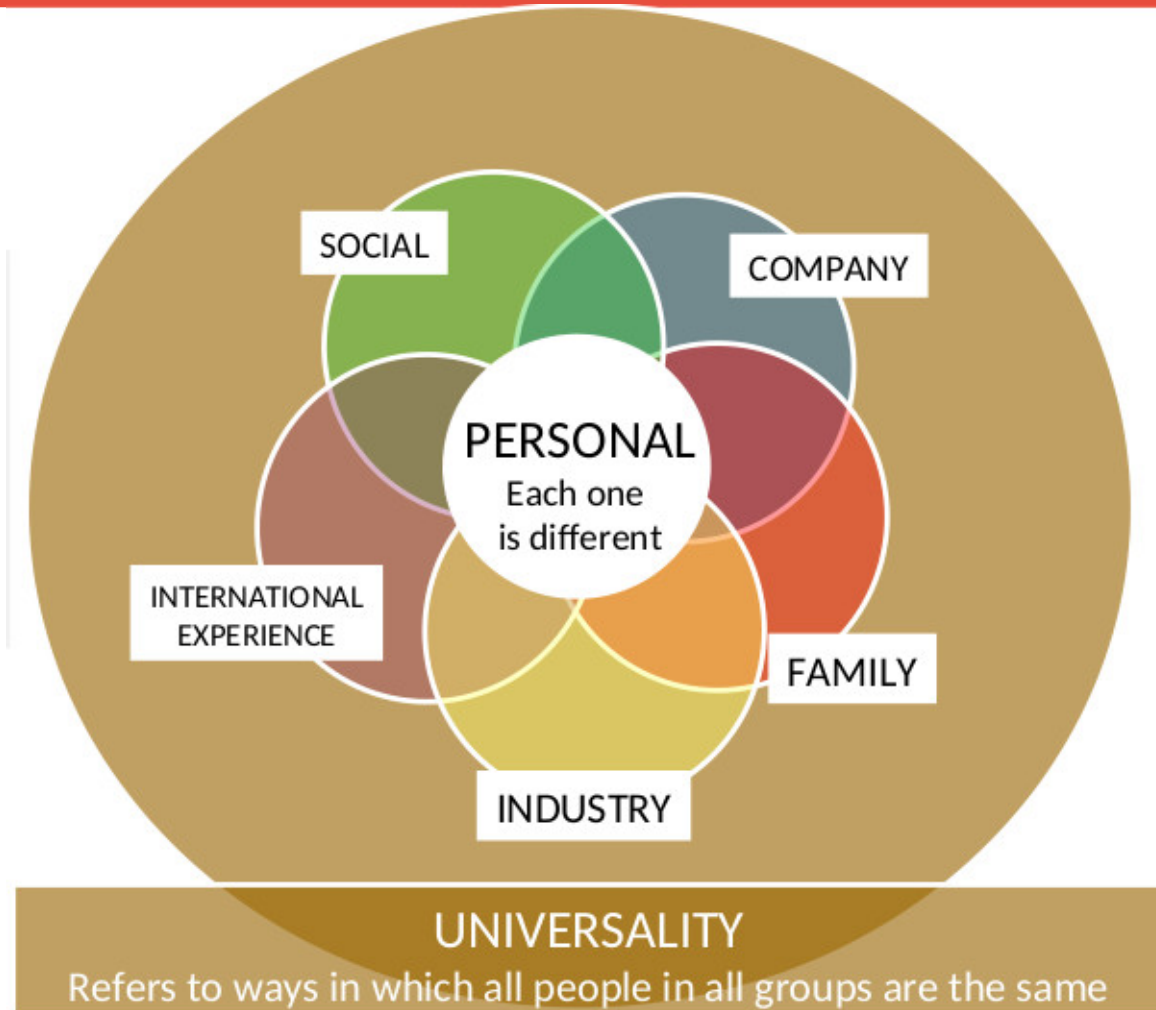 SOCIAL
COMPANY
PERSONAL
Each one
is different
INTERNATIONAL
EXPERIENCE
FAMILY
INDUSTRY
UNIVERSALITY
Refers to ways in which all people in all groups are the same